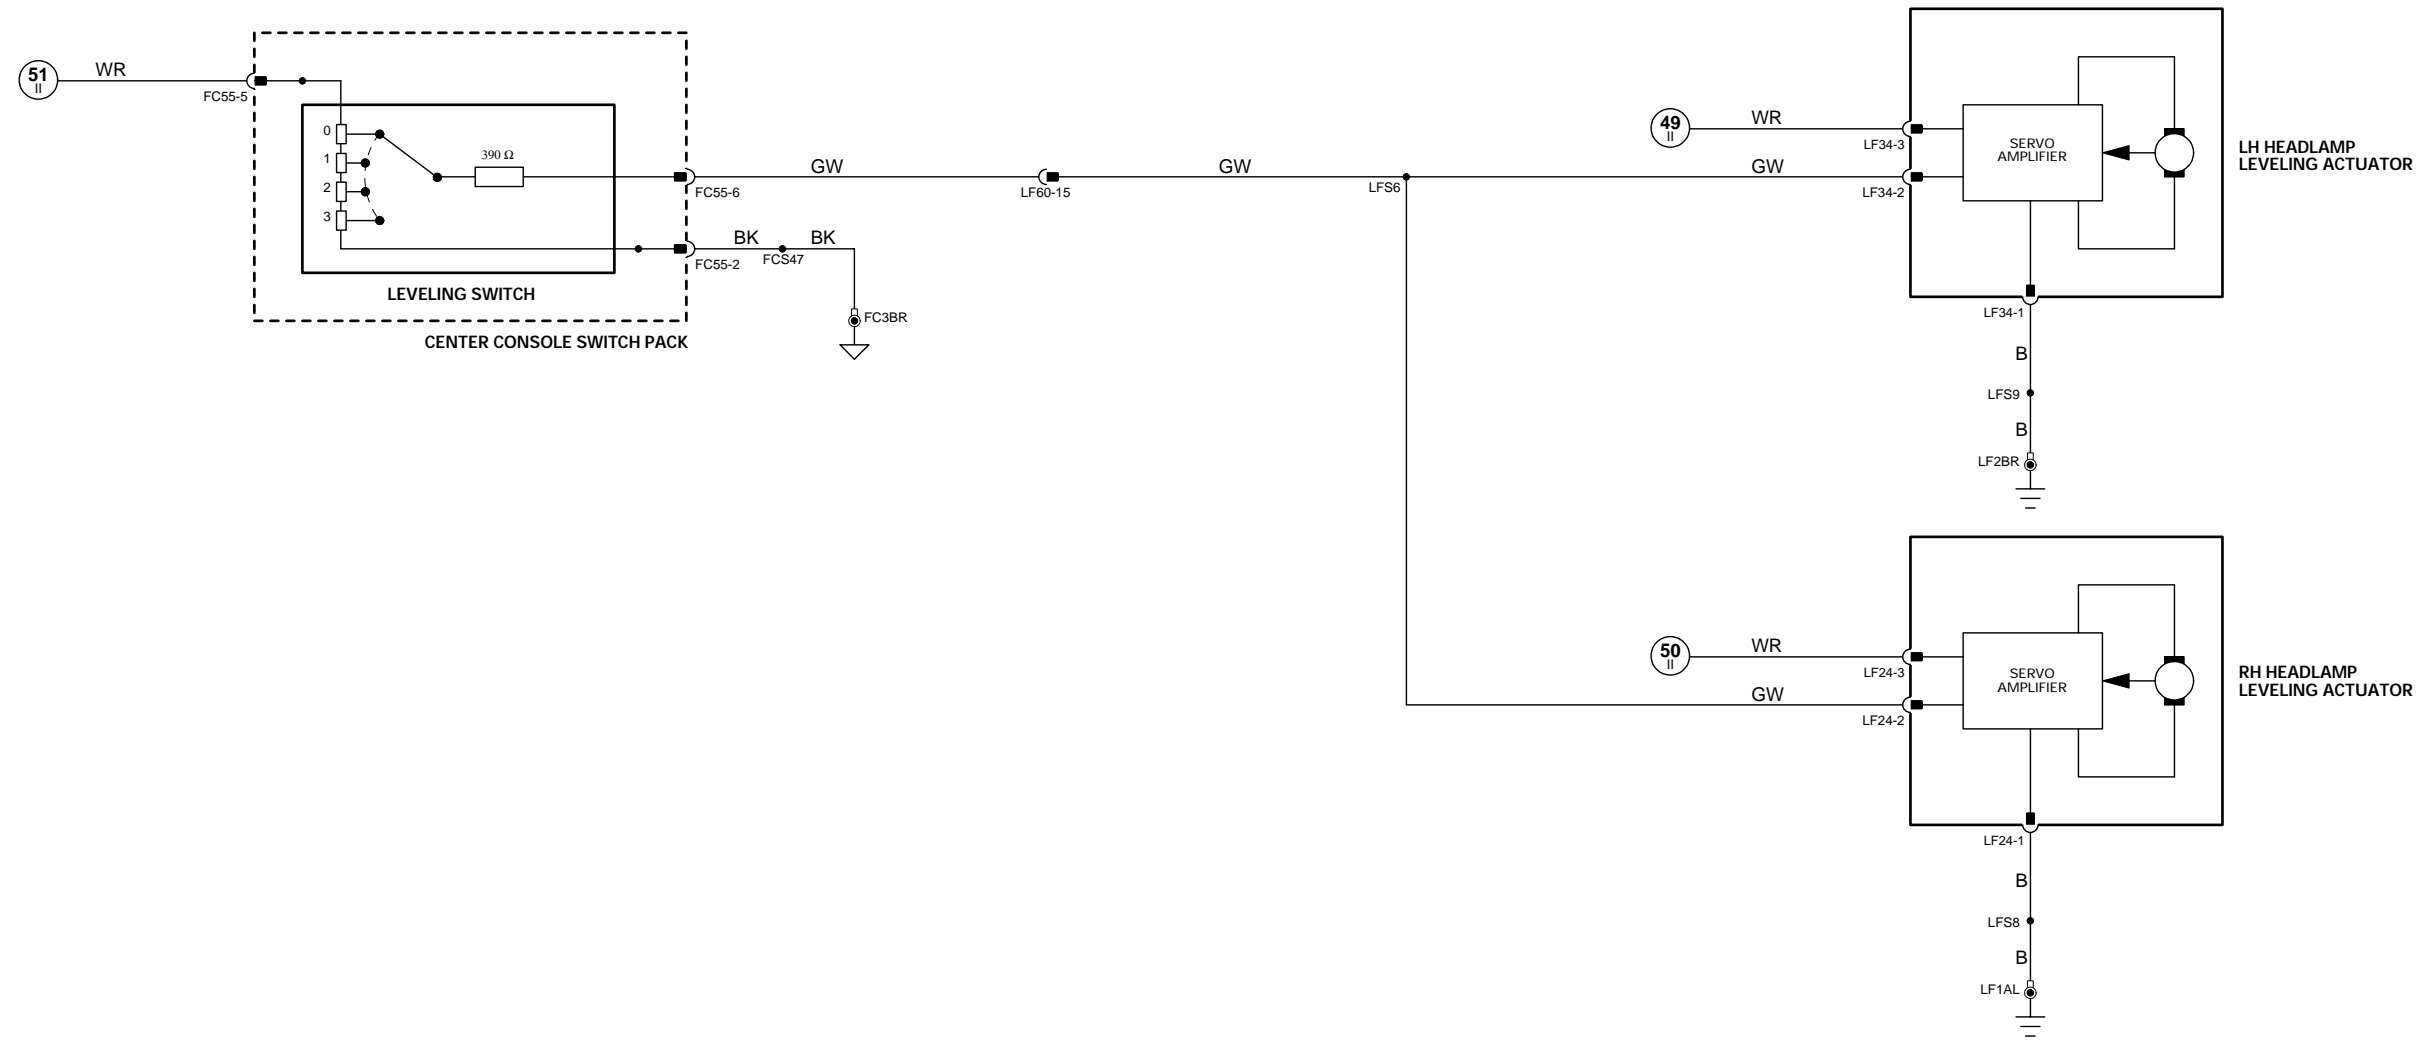 51
II
WR
FC55-5
0
1
2
3
390 Ω
LEVELING SWITCH
CENTER CONSOLE SWITCH PACK
FC55-6
GW
LF60-15
GW
LFS6
GW
FC55-2
BK
FCS47
BK
FC3BR
49
II
WR
LF34-3
LF34-2
SERVO
AMPLIFIER
LH HEADLAMP
LEVELING ACTUATOR
LF34-1
B
LFS9
B
LF2BR
50
II
WR
LF24-3
GW
LF24-2
SERVO
AMPLIFIER
RH HEADLAMP
LEVELING ACTUATOR
LF24-1
B
LFS8
B
LF1AL